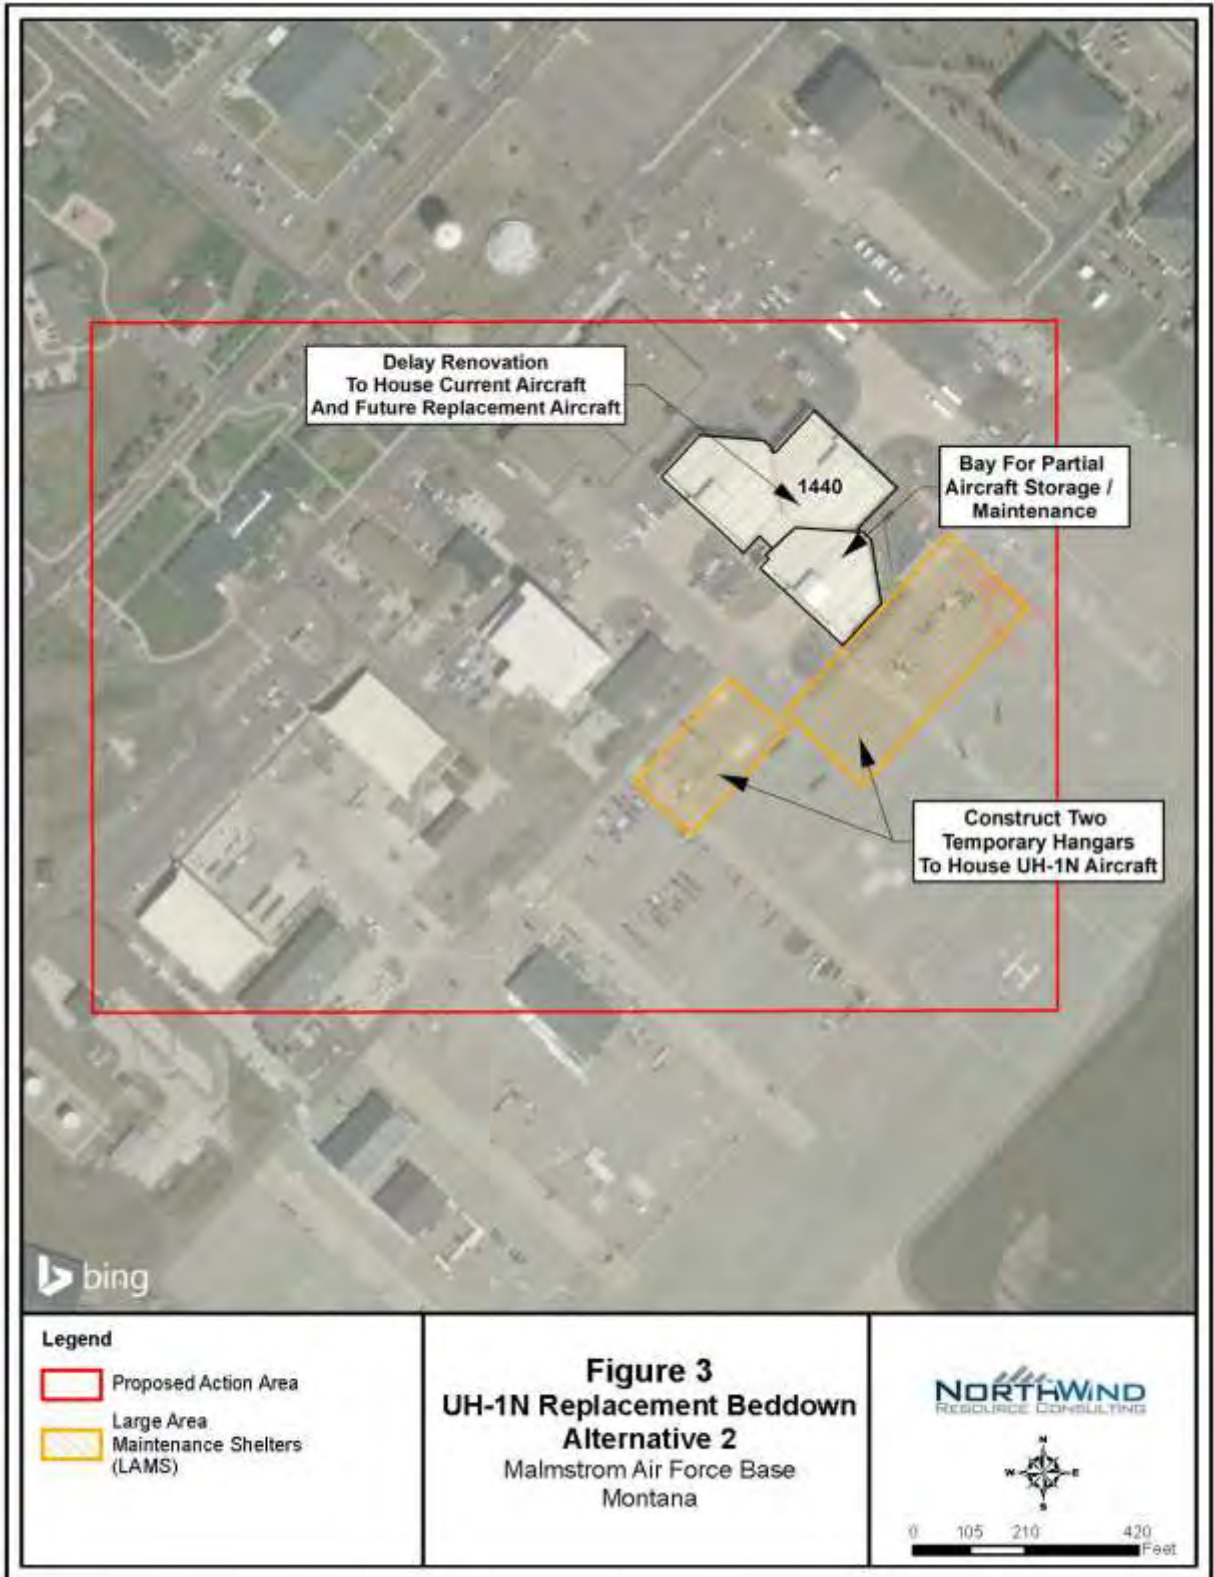 Delay Renovation
To House Current Aircraft
And Future Replacement Aircraft
1440
Bay For Partial
Aircraft Storage /
Maintenance
Construct Two
Temporary Hangars
To House UH-1N Aircraft
H
bing
Legend
Proposed Action Area
Large Area
Maintenance Shelters
(LAMS)
Figure 3
UH-1N Replacement Beddown
Alternative 2
Malmstrom Air Force Base
Montana
NORTHWIND
RESOURCE CONSULTING
N
W E
S
0 105 210 420
Feet